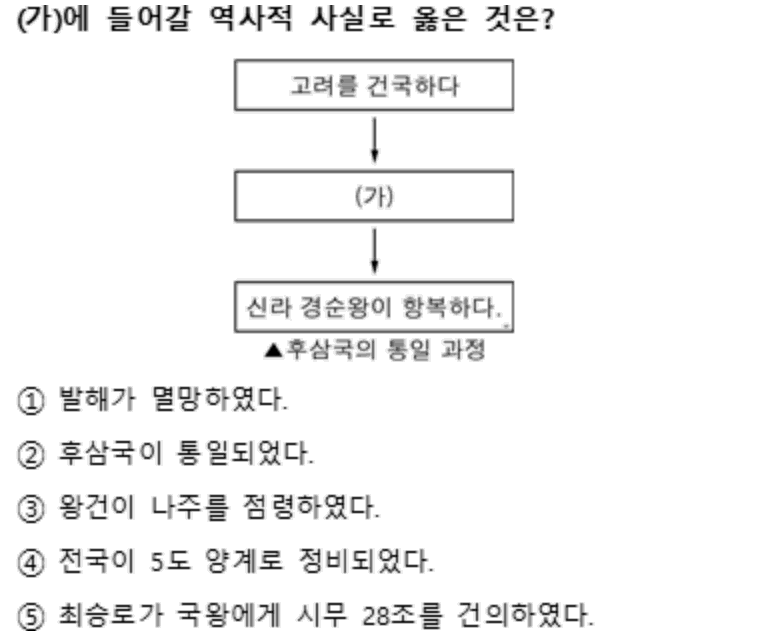 (가)에 들어갈 역사적 사실로 옳은 것은?
고려를 건국하다
(가)
신라 경순왕이 항복하다.
▲후삼국의 통일 과정
① 발해가 멸망하였다.
② 후삼국이 통일되었다.
③ 왕건이 나주를 점령하였다.
④ 전국이 5도 양계로 정비되었다.
⑤ 최승로가 국왕에게 시무 28조를 건의하였다.